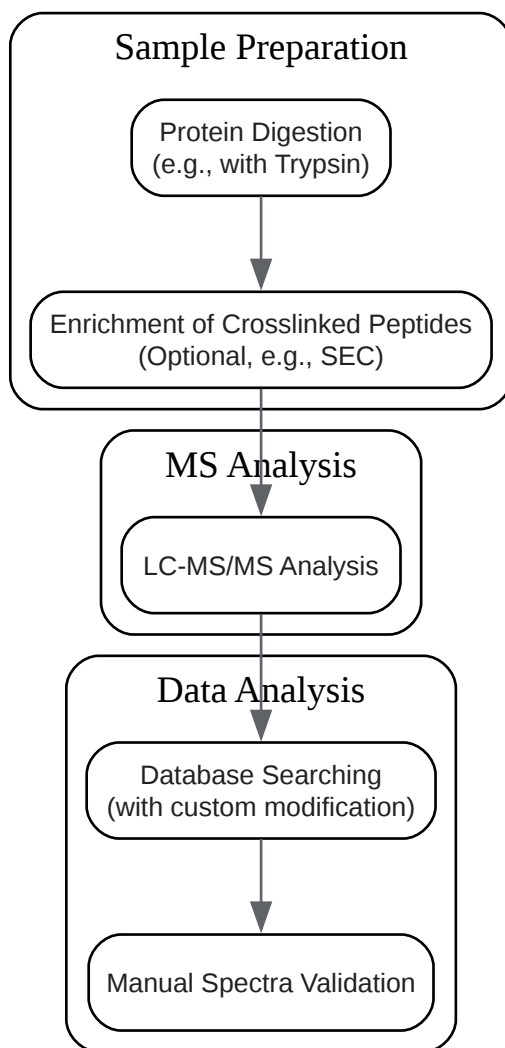 Sample Preparation
Protein Digestion
(e.g., with Trypsin)
Enrichment of Crosslinked Peptides
(Optional, e.g., SEC)
MS Analysis
LC-MS/MS Analysis
Data Analysis
Database Searching
(with custom modification)
Manual Spectra Validation